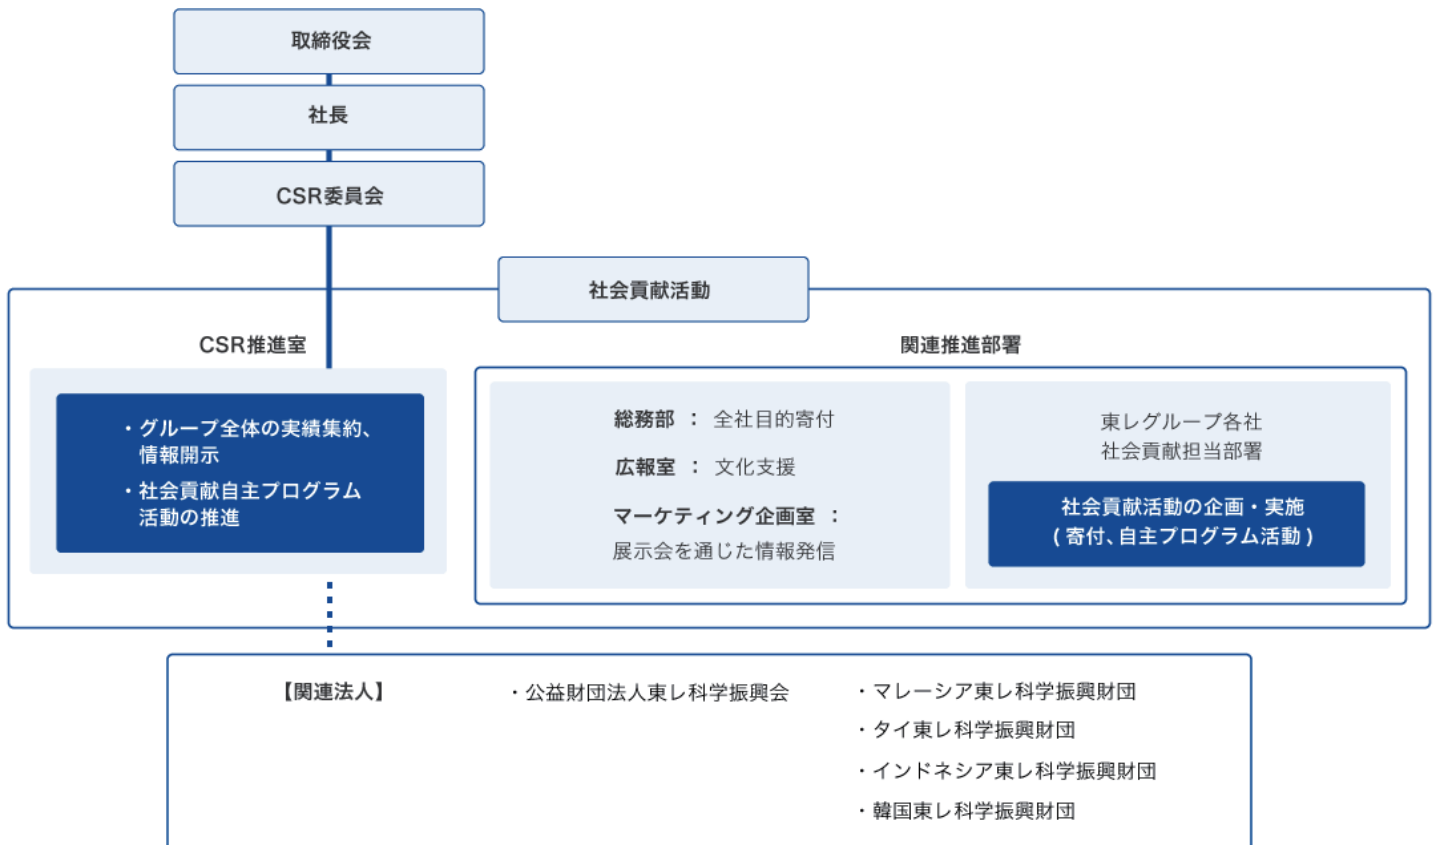 取締役会
社長
CSR委員会
社会貢献活動
CSR推進室
・グループ全体の実績集約、
情報開示
・社会貢献自主プログラム
活動の推進
関連推進部署
総務部 ： 全社目的寄付
広報室 ： 文化支援
マーケティング企画室 ：
展示会を通じた情報発信
東レグループ各社
社会貢献担当部署
社会貢献活動の企画・実施
( 寄付、自主プログラム活動 )
【関連法人】
・公益財団法人東レ科学振興会
・マレーシア東レ科学振興財団
・タイ東レ科学振興財団
・インドネシア東レ科学振興財団
・韓国東レ科学振興財団